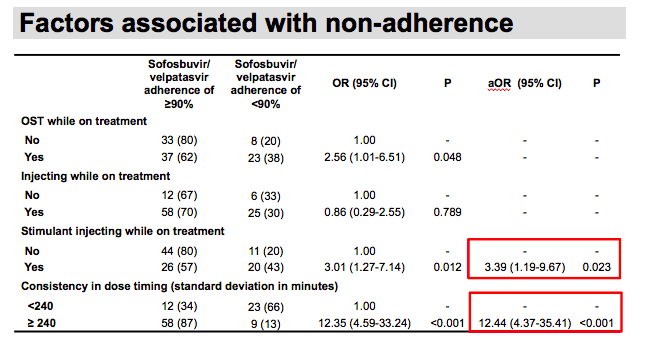 Factors associated with non-adherence
Sofosbuvir/ velpatasvir adherence of ≥90% Sofosbuvir/ velpatasvir adherence of <90% OR (95% CI) P aOR (95% CI) P
OST while on treatment
No 33 (80) 8 (20) 1.00 - - -
Yes 37 (62) 23 (38) 2.56 (1.01-6.51) 0.048 - -
Injecting while on treatment
No 12 (67) 6 (33) 1.00 - - -
Yes 58 (70) 25 (30) 0.86 (0.29-2.55) 0.789 - -
Stimulant injecting while on treatment
No 44 (80) 11 (20) 1.00 - - -
Yes 26 (57) 20 (43) 3.01 (1.27-7.14) 0.012 3.39 (1.19-9.67) 0.023
Consistency in dose timing (standard deviation in minutes)
<240 12 (34) 23 (66) 1.00 - - -
≥ 240 58 (87) 9 (13) 12.35 (4.59-33.24) <0.001 12.44 (4.37-35.41) <0.001